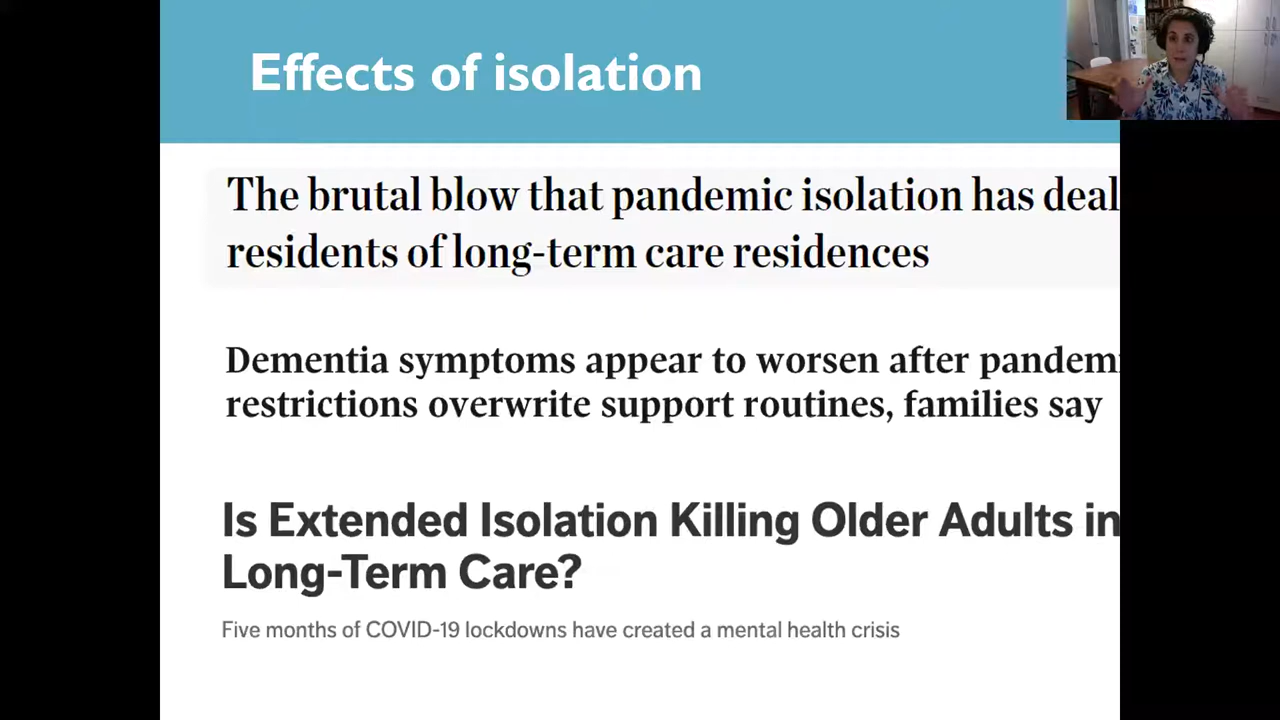 Effects of isolation
The brutal blow that pandemic isolation has deal
residents of long-term care residences
Dementia symptoms appear to worsen after pandemi
restrictions overwrite support routines, families say
Is Extended Isolation Killing Older Adults in
Long-Term Care?
Five months of COVID-19 lockdowns have created a mental health crisis